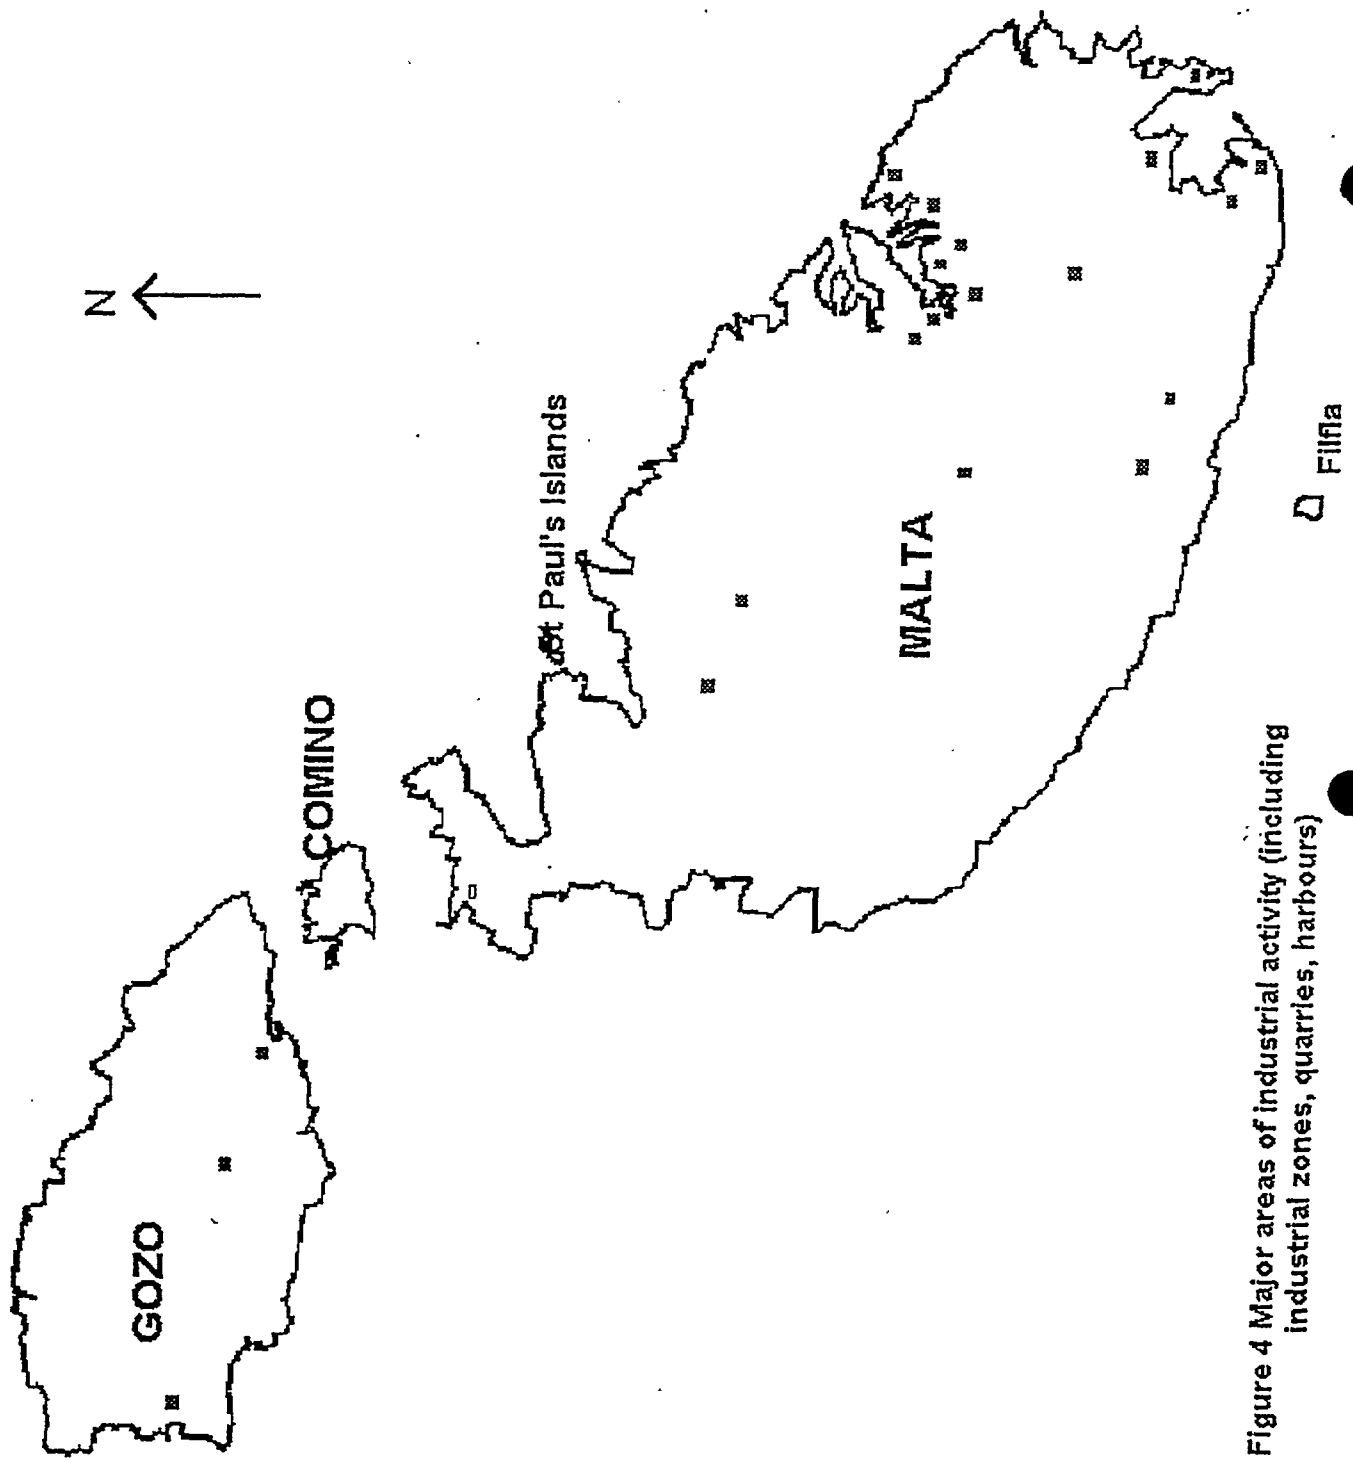 N
GOZO
COMINO
St Paul's Islands
MALTA
Filfla
Figure 4 Major areas of industrial activity (including
industrial zones, quarries, harbours)